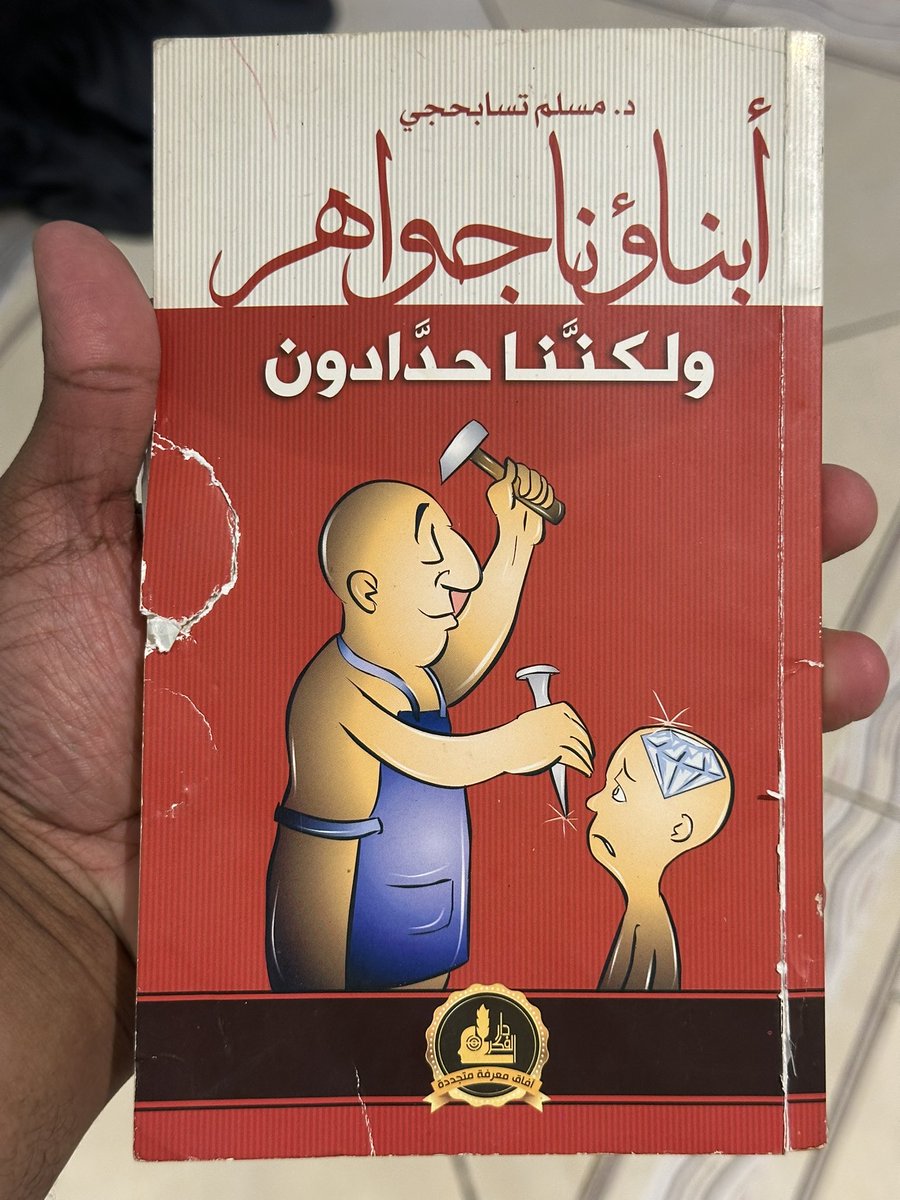 د. مسلم تسابحجي
أبناؤنا جواهر
ولكنَّنا حدَّادون
دار
الفكر
آفاق معرفة متجددة